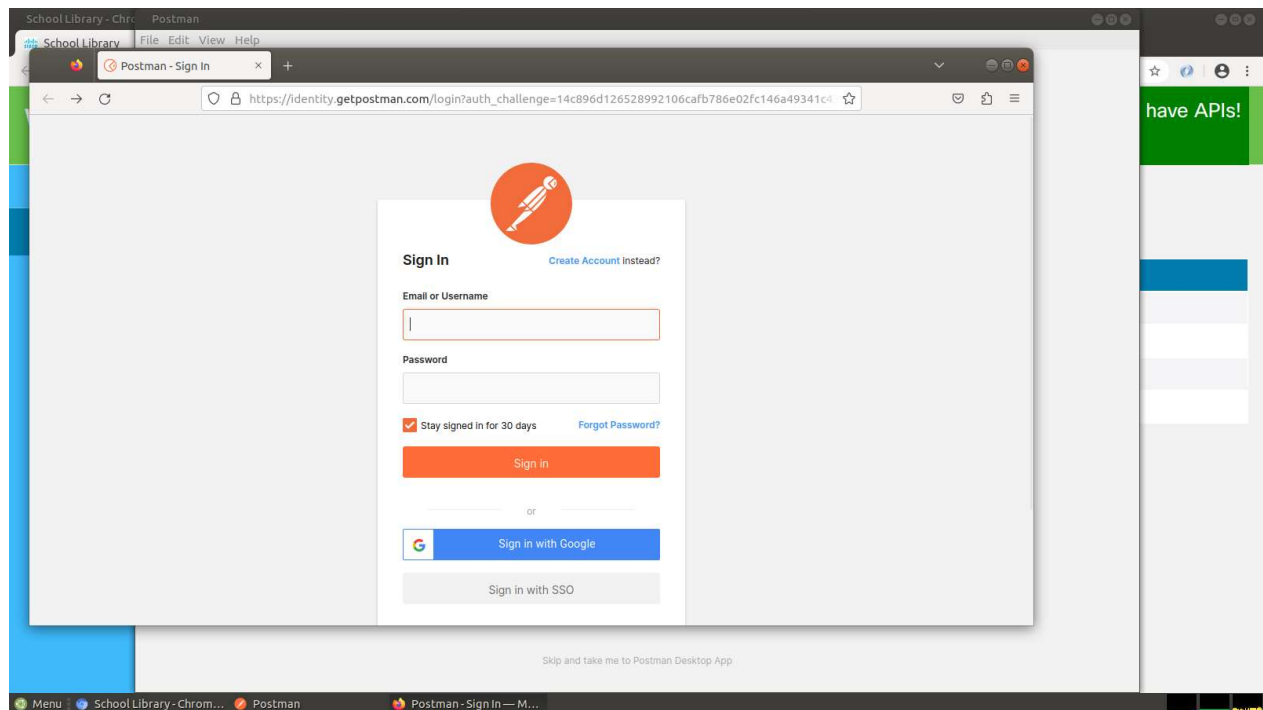 School Library - Chro
Postman
School Library
File Edit View Help
Postman - Sign In
https://identity.getpostman.com/login?auth_challenge=14c896d126528992106cafb786e02fc146a49341c4
have APIs!
Sign In
Create Account instead?
Email or Username
Password
Stay signed in for 30 days
Forgot Password?
Sign in
or
Sign in with Google
Sign in with SSO
Skip and take me to Postman Desktop App
Menu
School Library - Chrom...
Postman
Postman - Sign In — M...